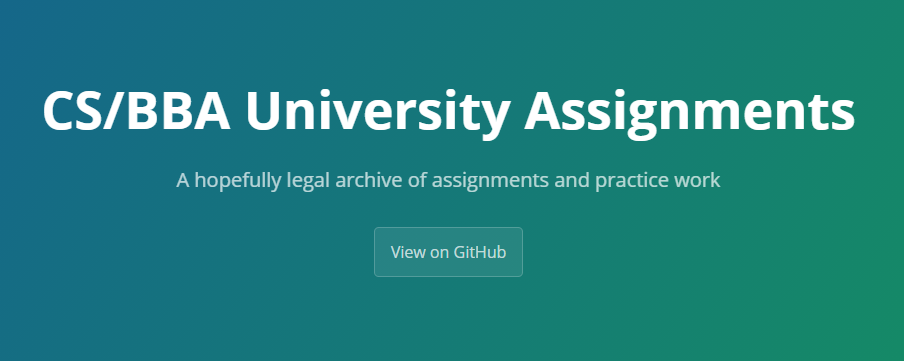 CS/BBA University Assignments
A hopefully legal archive of assignments and practice work
View on GitHub